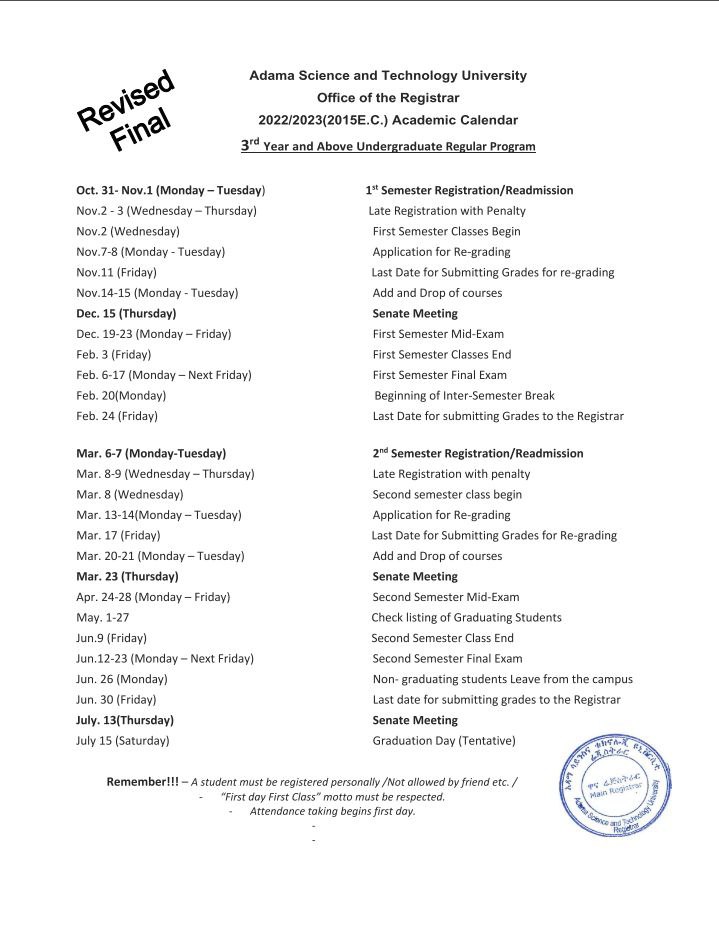 Revised
Final
Adama Science and Technology University
Office of the Registrar
2022/2023(2015E.C.) Academic Calendar
3rd Year and Above Undergraduate Regular Program
Oct. 31- Nov.1 (Monday – Tuesday) 1st Semester Registration/Readmission
Nov.2 - 3 (Wednesday – Thursday) Late Registration with Penalty
Nov.2 (Wednesday) First Semester Classes Begin
Nov.7-8 (Monday - Tuesday) Application for Re-grading
Nov.11 (Friday) Last Date for Submitting Grades for re-grading
Nov.14-15 (Monday - Tuesday) Add and Drop of courses
Dec. 15 (Thursday) Senate Meeting
Dec. 19-23 (Monday – Friday) First Semester Mid-Exam
Feb. 3 (Friday) First Semester Classes End
Feb. 6-17 (Monday – Next Friday) First Semester Final Exam
Feb. 20(Monday) Beginning of Inter-Semester Break
Feb. 24 (Friday) Last Date for submitting Grades to the Registrar
Mar. 6-7 (Monday-Tuesday) 2nd Semester Registration/Readmission
Mar. 8-9 (Wednesday – Thursday) Late Registration with penalty
Mar. 8 (Wednesday) Second semester class begin
Mar. 13-14(Monday – Tuesday) Application for Re-grading
Mar. 17 (Friday) Last Date for Submitting Grades for Re-grading
Mar. 20-21 (Monday – Tuesday) Add and Drop of courses
Mar. 23 (Thursday) Senate Meeting
Apr. 24-28 (Monday – Friday) Second Semester Mid-Exam
May. 1-27 Check listing of Graduating Students
Jun.9 (Friday) Second Semester Class End
Jun.12-23 (Monday – Next Friday) Second Semester Final Exam
Jun. 26 (Monday) Non- graduating students Leave from the campus
Jun. 30 (Friday) Last date for submitting grades to the Registrar
July. 13(Thursday) Senate Meeting
July 15 (Saturday) Graduation Day (Tentative)
Remember!!! – A student must be registered personally /Not allowed by friend etc. /
- “First day First Class” motto must be respected.
- Attendance taking begins first day.
-
-
አዳማ ሳይንስና ቴክኖሎጂ ዩኒቨርሲቲ
ሬጅስትራር
ዋና ሬጅስትራር
Main Registrar
Adama Science and Technology University
Registrar